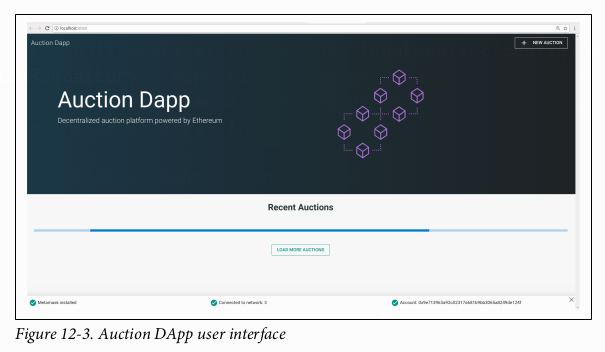 localhost:8080
Auction Dapp
+ NEW AUCTION
Auction Dapp
Decentralized auction platform powered by Ethereum
Recent Auctions
LOAD MORE AUCTIONS
Metamask installed
Connected to network: 3
Account:
Figure 12-3. Auction DApp user interface